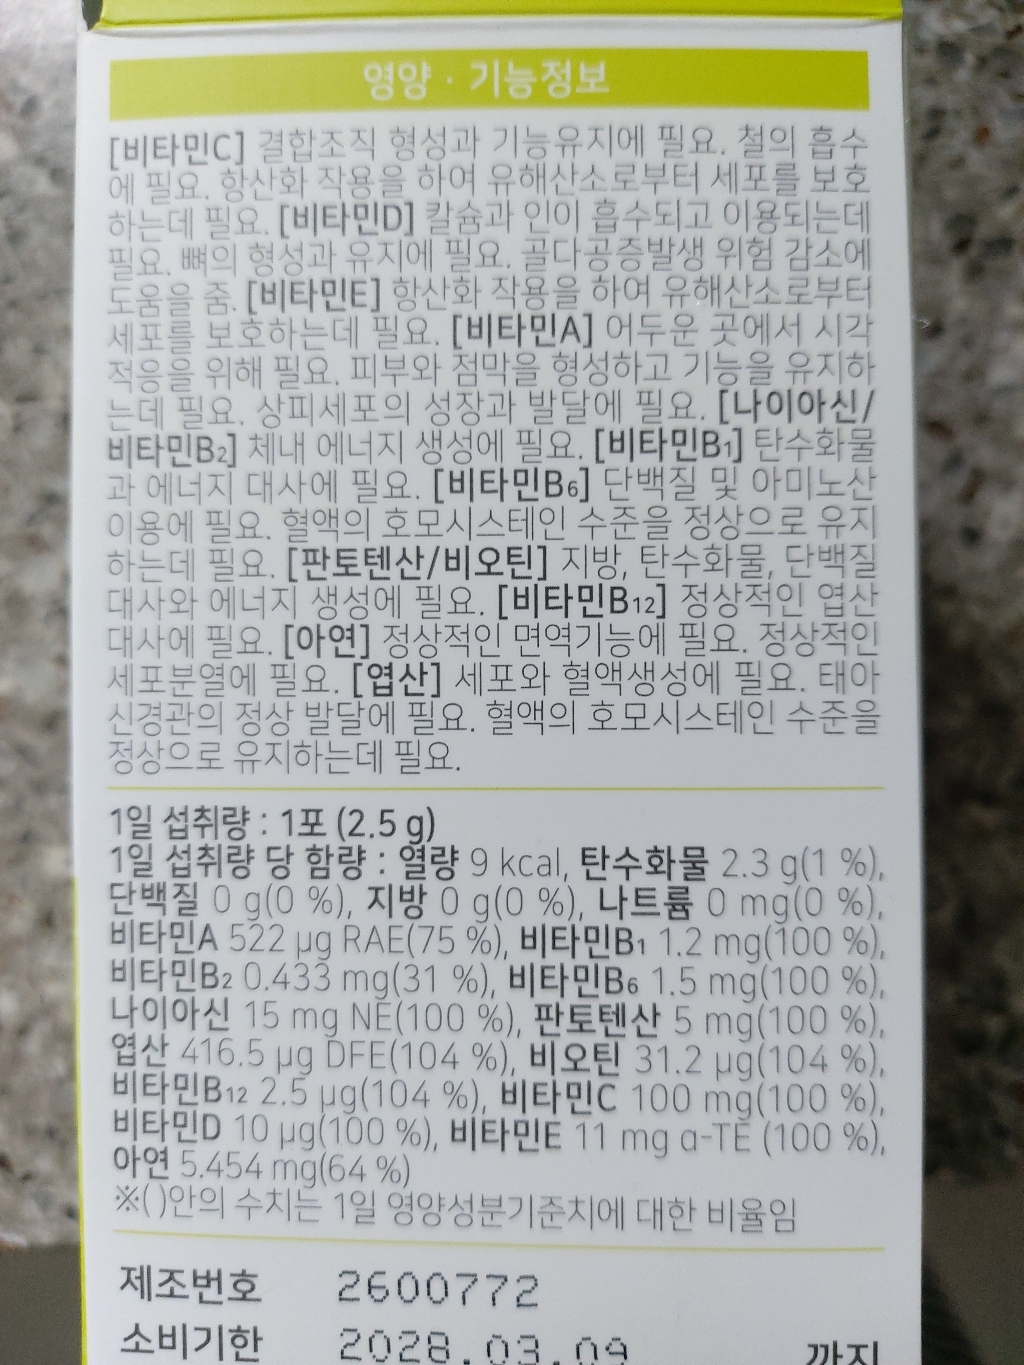 영양 · 기능정보
[비타민C] 결합조직 형성과 기능유지에 필요. 철의 흡수
에 필요. 항산화 작용을 하여 유해산소로부터 세포를 보호
하는데 필요. [비타민D] 칼슘과 인이 흡수되고 이용되는데
필요. 뼈의 형성과 유지에 필요. 골다공증발생 위험 감소에
도움을 줌. [비타민E] 항산화 작용을 하여 유해산소로부터
세포를 보호하는데 필요. [비타민A] 어두운 곳에서 시각
적응을 위해 필요. 피부와 점막을 형성하고 기능을 유지하
는데 필요. 상피세포의 성장과 발달에 필요. [나이아신/
비타민B₂] 체내 에너지 생성에 필요. [비타민B₁] 탄수화물
과 에너지 대사에 필요. [비타민B₆] 단백질 및 아미노산
이용에 필요. 혈액의 호모시스테인 수준을 정상으로 유지
하는데 필요. [판토텐산/비오틴] 지방, 탄수화물, 단백질
대사와 에너지 생성에 필요. [비타민B₁₂] 정상적인 엽산
대사에 필요. [아연] 정상적인 면역기능에 필요. 정상적인
세포분열에 필요. [엽산] 세포와 혈액생성에 필요. 태아
신경관의 정상 발달에 필요. 혈액의 호모시스테인 수준을
정상으로 유지하는데 필요.
1일 섭취량 : 1포 (2.5 g)
1일 섭취량 당 함량 : 열량 9 kcal, 탄수화물 2.3 g(1 %),
단백질 0 g(0 %), 지방 0 g(0 %), 나트륨 0 mg(0 %),
비타민A 522 μg RAE(75 %), 비타민B₁ 1.2 mg(100 %),
비타민B₂ 0.433 mg(31 %), 비타민B₆ 1.5 mg(100 %),
나이아신 15 mg NE(100 %), 판토텐산 5 mg(100 %),
엽산 416.5 μg DFE(104 %), 비오틴 31.2 μg(104 %),
비타민B₁₂ 2.5 μg(104 %), 비타민C 100 mg(100 %),
비타민D 10 μg(100 %), 비타민E 11 mg α-TE (100 %),
아연 5.454 mg(64 %)
※( )안의 수치는 1일 영양성분기준치에 대한 비율임
제조번호 2600772
소비기한 2028.03.09 까지